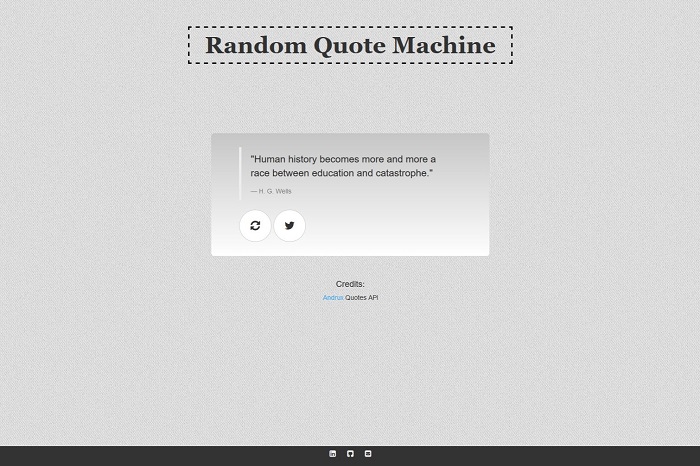 Random Quote Machine
"Human history becomes more and more a
race between education and catastrophe."
— H. G. Wells
Credits:
Andrux Quotes API